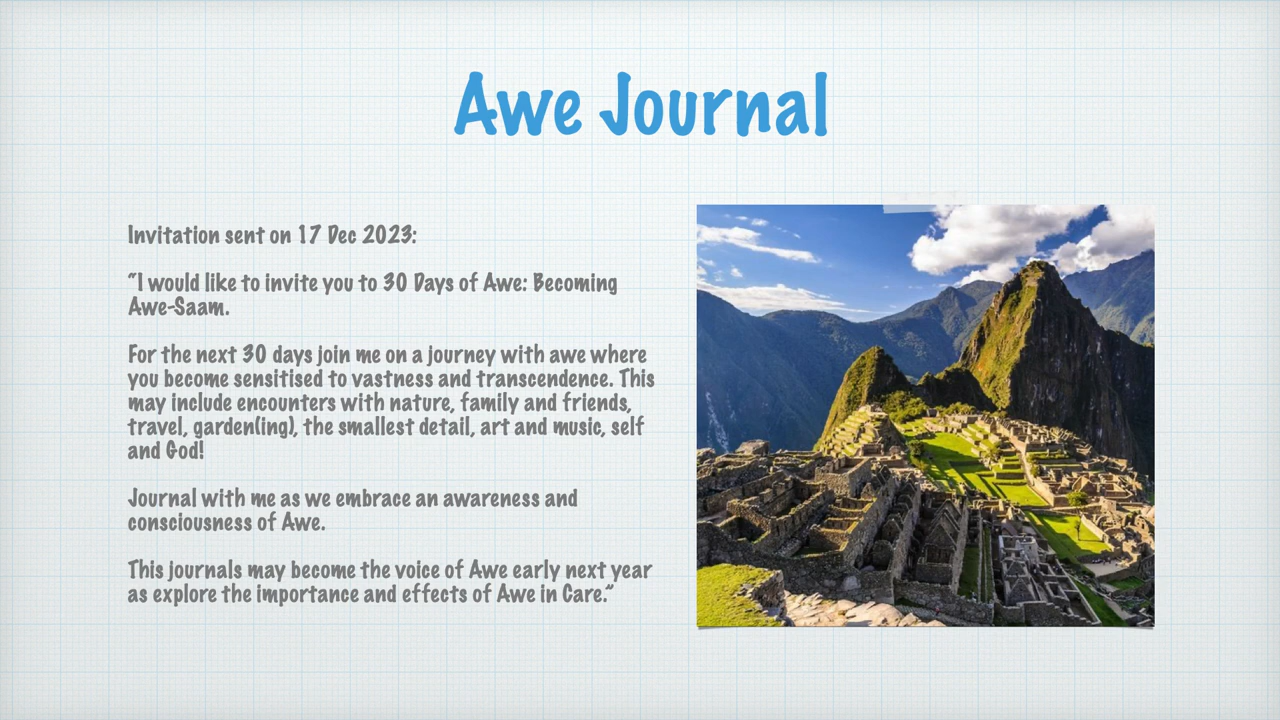 Awe Journal
Invitation sent on 17 Dec 2023:
“I would like to invite you to 30 Days of Awe: Becoming
Awe-Saam.
For the next 30 days join me on a journey with awe where
you become sensitised to vastness and transcendence. This
may include encounters with nature, family and friends,
travel, garden(ing), the smallest detail, art and music, self
and God!
Journal with me as we embrace an awareness and
consciousness of Awe.
This journals may become the voice of Awe early next year
as explore the importance and effects of Awe in Care.”